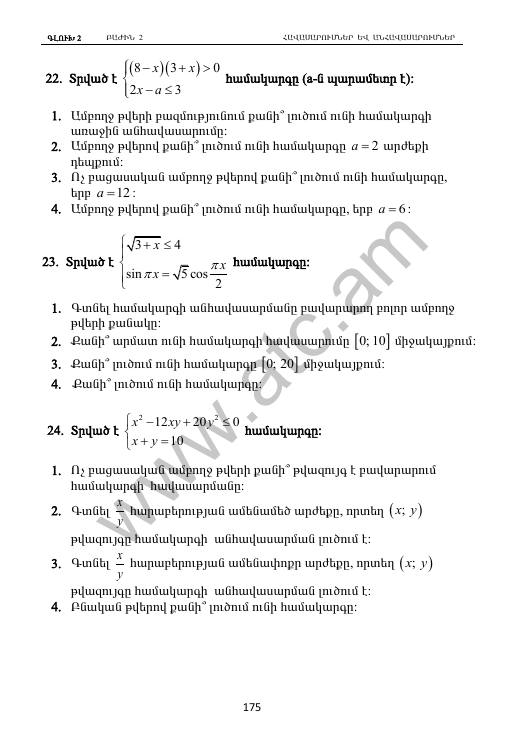 ԳԼՈՒԽ 2 ԲԱԺԻՆ 2 ՀԱՎԱՍԱՐՈՒՄՆԵՐ ԵՎ ԱՆՀԱՎԱՍԱՐՈՒՄՆԵՐ
22. Տրված է {(8−x)(3+x)>0 2x−a≤3 համակարգը (a-ն պարամետր է):
1. Ամբողջ թվերի բազմությունում քանի՞ լուծում ունի համակարգի
առաջին անհավասարումը:
2. Ամբողջ թվերով քանի՞ լուծում ունի համակարգը a=2 արժեքի
դեպքում:
3. Ոչ բացասական ամբողջ թվերով քանի՞ լուծում ունի համակարգը,
երբ a=12:
4. Ամբողջ թվերով քանի՞ լուծում ունի համակարգը, երբ a=6:
23. Տրված է {√(3+x)≤4 sinπx=√5cos πx/2 համակարգը:
1. Գտնել համակարգի անհավասարմանը բավարարող բոլոր ամբողջ
թվերի քանակը:
2. Քանի՞ արմատ ունի համակարգի հավասարումը [0; 10] միջակայքում:
3. Քանի՞ լուծում ունի համակարգը [0; 20] միջակայքում:
4. Քանի՞ լուծում ունի համակարգը:
24. Տրված է {x²−12xy+20y²≤0 x+y=10 համակարգը:
1. Ոչ բացասական ամբողջ թվերի քանի՞ թվազույգ է բավարարում
համակարգի հավասարմանը:
2. Գտնել x/y հարաբերության ամենամեծ արժեքը, որտեղ (x; y)
թվազույգը համակարգի անհավասարման լուծում է:
3. Գտնել x/y հարաբերության ամենափոքր արժեքը, որտեղ (x; y)
թվազույգը համակարգի անհավասարման լուծում է:
4. Բնական թվերով քանի՞ լուծում ունի համակարգը:
www.atc.am
175